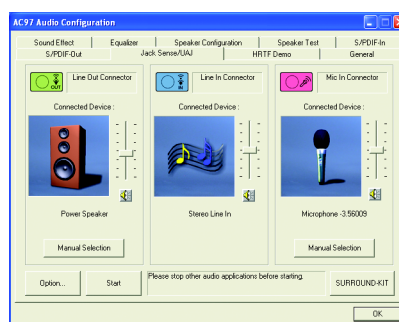 AC97 Audio Configuration
Sound Effect Equalizer Speaker Configuration Speaker Test S/PDIF-In
S/PDIF-Out Jack Sense/UAJ HRTF Demo General
OUT Line Out Connector
IN Line In Connector
Mic In Connector
Connected Device :
Connected Device :
Connected Device :
Power Speaker
Stereo Line In
Microphone -3.56009
Manual Selection
Manual Selection
Option...
Start
Please stop other audio applications before starting.
SURROUND-KIT
OK